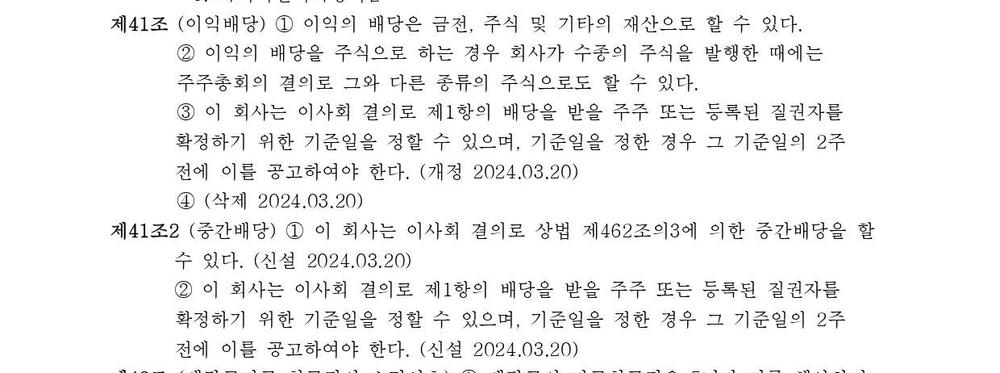 제41조 (이익배당) ① 이익의 배당은 금전, 주식 및 기타의 재산으로 할 수 있다.
② 이익의 배당을 주식으로 하는 경우 회사가 수종의 주식을 발행한 때에는
주주총회의 결의로 그와 다른 종류의 주식으로도 할 수 있다.
③ 이 회사는 이사회 결의로 제1항의 배당을 받을 주주 또는 등록된 질권자를
확정하기 위한 기준일을 정할 수 있으며, 기준일을 정한 경우 그 기준일의 2주
전에 이를 공고하여야 한다. (개정 2024.03.20)
④ (삭제 2024.03.20)
제41조2 (중간배당) ① 이 회사는 이사회 결의로 상법 제462조의3에 의한 중간배당을 할
수 있다. (신설 2024.03.20)
② 이 회사는 이사회 결의로 제1항의 배당을 받을 주주 또는 등록된 질권자를
확정하기 위한 기준일을 정할 수 있으며, 기준일을 정한 경우 그 기준일의 2주
전에 이를 공고하여야 한다. (신설 2024.03.20)